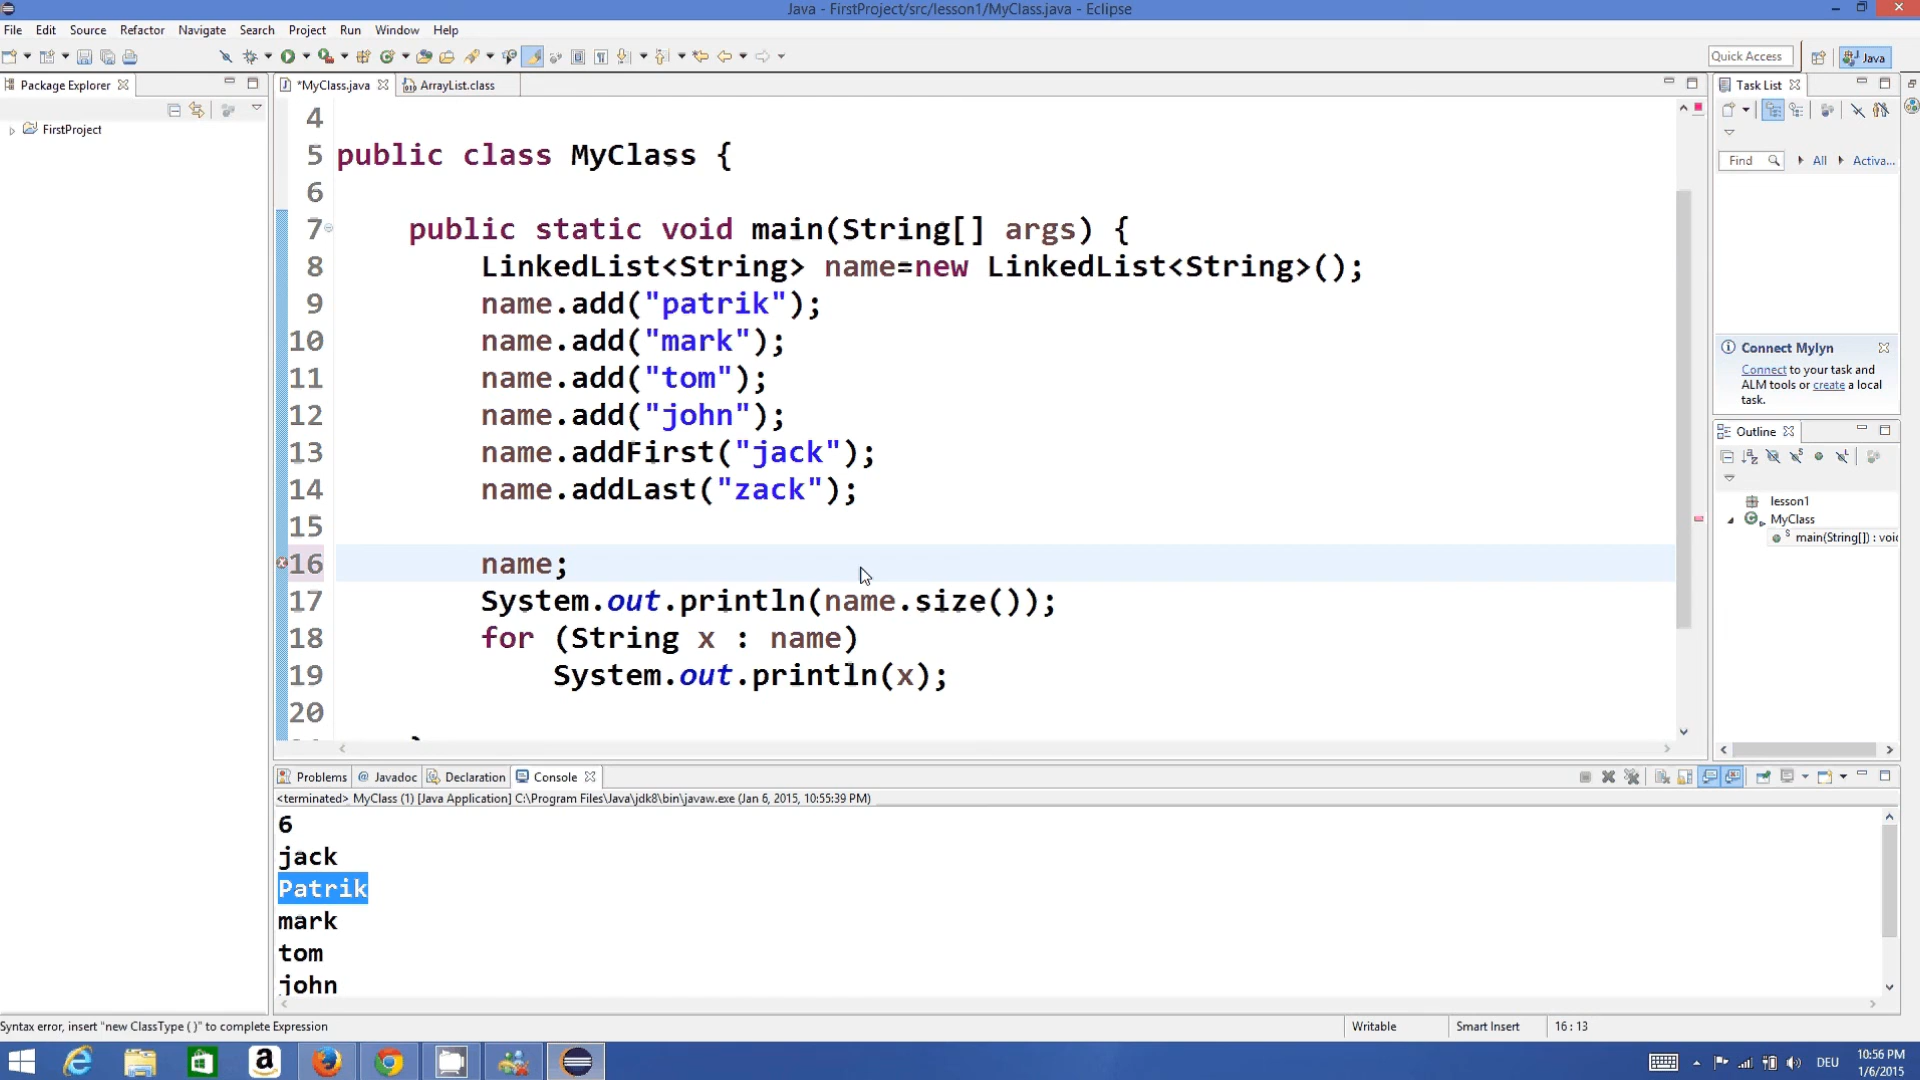 Java - FirstProject/src/lesson1/MyClass.java - Eclipse
File Edit Source Refactor Navigate Search Project Run Window Help
Quick Access
Java
Package Explorer
*MyClass.java
ArrayList.class
Task List
FirstProject
Find
All
Activa...
4
5 public class MyClass {
6
7 public static void main(String[] args) {
8 LinkedList<String> name=new LinkedList<String>();
9 name.add("patrik");
10 name.add("mark");
11 name.add("tom");
12 name.add("john");
13 name.addFirst("jack");
14 name.addLast("zack");
15
16 name;
17 System.out.println(name.size());
18 for (String x : name)
19 System.out.println(x);
20
Connect Mylyn
Connect to your task and
ALM tools or create a local
task.
Outline
lesson1
MyClass
main(String[]) : voic
Problems
@ Javadoc
Declaration
Console
<terminated> MyClass (1) [Java Application] C:\Program Files\Java\jdk8\bin\javaw.exe (Jan 6, 2015, 10:55:39 PM)
6
jack
Patrik
mark
tom
john
Syntax error, insert "new ClassType ( )" to complete Expression
Writable
Smart Insert
16 : 13
DEU
10:56 PM
1/6/2015